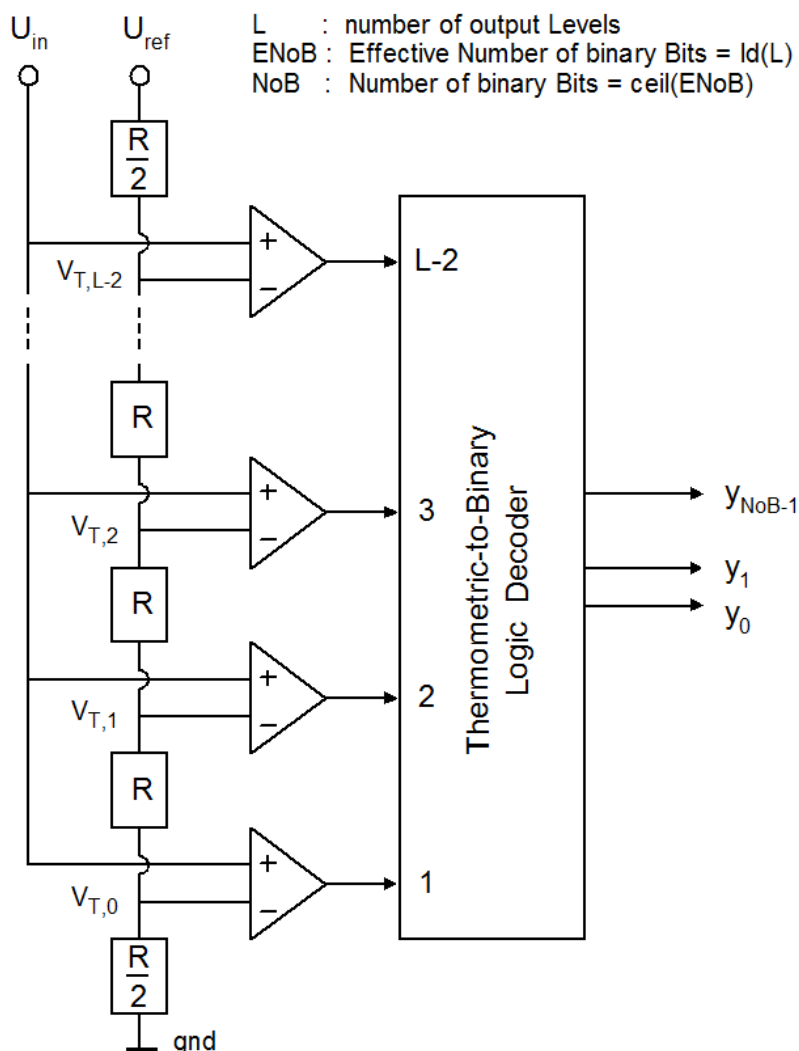 U_in U_ref
L : number of output Levels
ENoB : Effective Number of binary Bits = ld(L)
NoB : Number of binary Bits = ceil(ENoB)
R/2
+
−
V_T,L-2
L-2
R
+
−
V_T,2
3
R
+
−
V_T,1
2
R
+
−
V_T,0
1
R/2
gnd
Thermometric-to-Binary
Logic Decoder
y_NoB-1
y_1
y_0